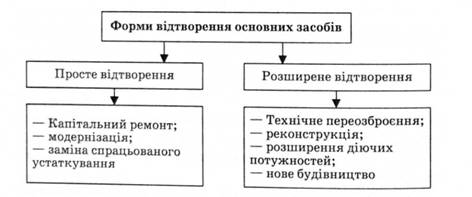 Форми відтворення основних засобів
Просте відтворення
Розширене відтворення
— Капітальний ремонт;
— модернізація;
— заміна спрацьованого
устаткування
— Технічне переозброєння;
— реконструкція;
— розширення діючих
потужностей;
— нове будівництво